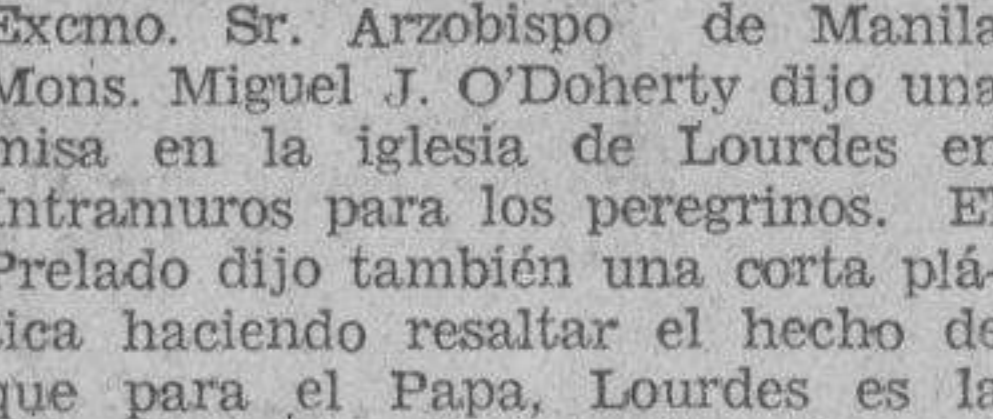 Excmo. Sr. Arzobispo de Manila
Mons. Miguel J. O'Doherty dijo una
misa en la iglesia de Lourdes en
Intramuros para los peregrinos. El
Prelado dijo también una corta plá-
tica haciendo resaltar el hecho de
que para el Papa, Lourdes es la